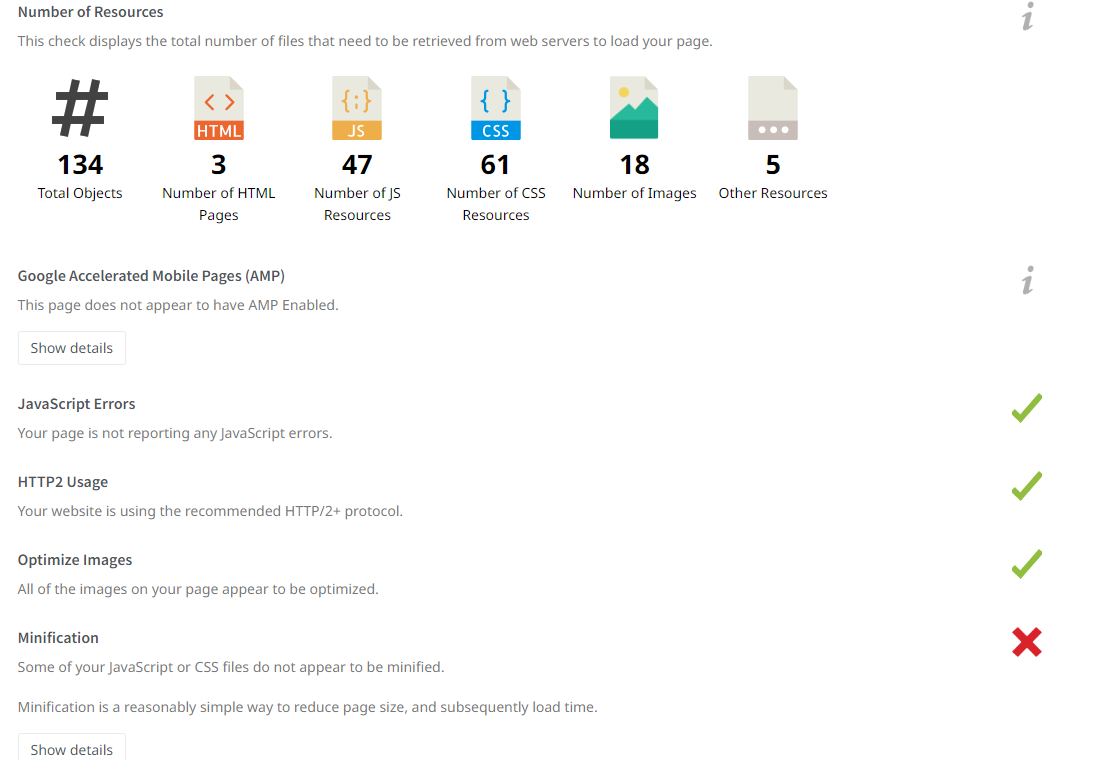 Number of Resources
This check displays the total number of files that need to be retrieved from web servers to load your page.
#
HTML
JS
CSS
134
3
47
61
18
5
Total Objects
Number of HTML
Pages
Number of JS
Resources
Number of CSS
Resources
Number of Images
Other Resources
Google Accelerated Mobile Pages (AMP)
This page does not appear to have AMP Enabled.
Show details
JavaScript Errors
Your page is not reporting any JavaScript errors.
HTTP2 Usage
Your website is using the recommended HTTP/2+ protocol.
Optimize Images
All of the images on your page appear to be optimized.
Minification
Some of your JavaScript or CSS files do not appear to be minified.
Minification is a reasonably simple way to reduce page size, and subsequently load time.
Show details